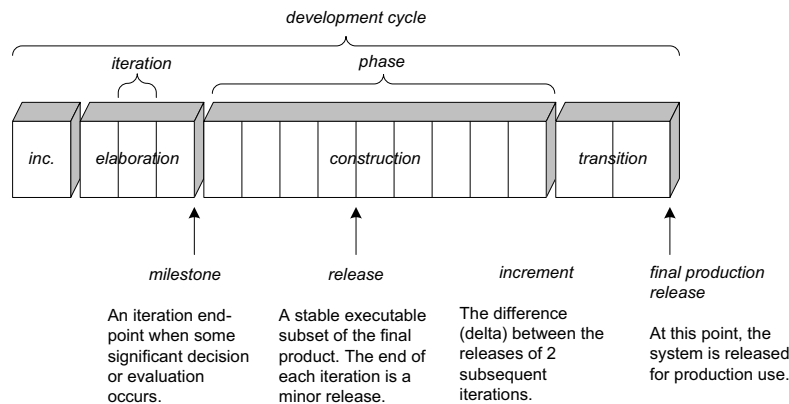 development cycle
iteration
phase
inc.
elaboration
construction
transition
milestone
An iteration end-
point when some
significant decision
or evaluation
occurs.
release
A stable executable
subset of the final
product. The end of
each iteration is a
minor release.
increment
The difference
(delta) between the
releases of 2
subsequent
iterations.
final production
release
At this point, the
system is released
for production use.